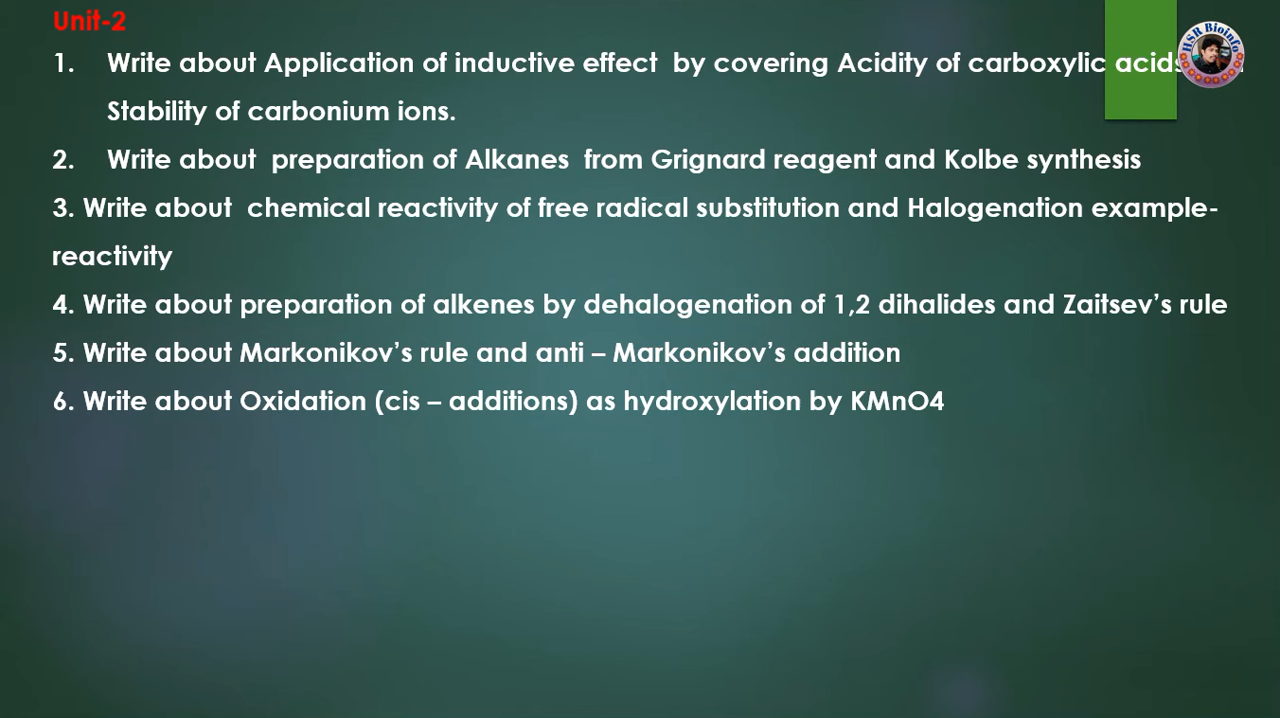 Unit-2
1. Write about Application of inductive effect by covering Acidity of carboxylic acids
Stability of carbonium ions.
2. Write about preparation of Alkanes from Grignard reagent and Kolbe synthesis
3. Write about chemical reactivity of free radical substitution and Halogenation example-
reactivity
4. Write about preparation of alkenes by dehalogenation of 1,2 dihalides and Zaitsev's rule
5. Write about Markonikov's rule and anti – Markonikov's addition
6. Write about Oxidation (cis – additions) as hydroxylation by KMnO4
HSR Bioinfo